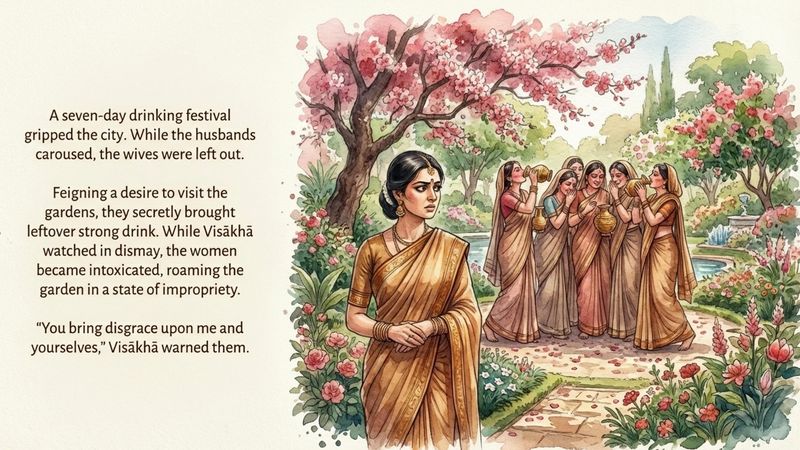 A seven-day drinking festival
gripped the city. While the husbands
caroused, the wives were left out.
Feigning a desire to visit the
gardens, they secretly brought
leftover strong drink. While Visākhā
watched in dismay, the women
became intoxicated, roaming the
garden in a state of impropriety.
“You bring disgrace upon me and
yourselves,” Visākhā warned them.